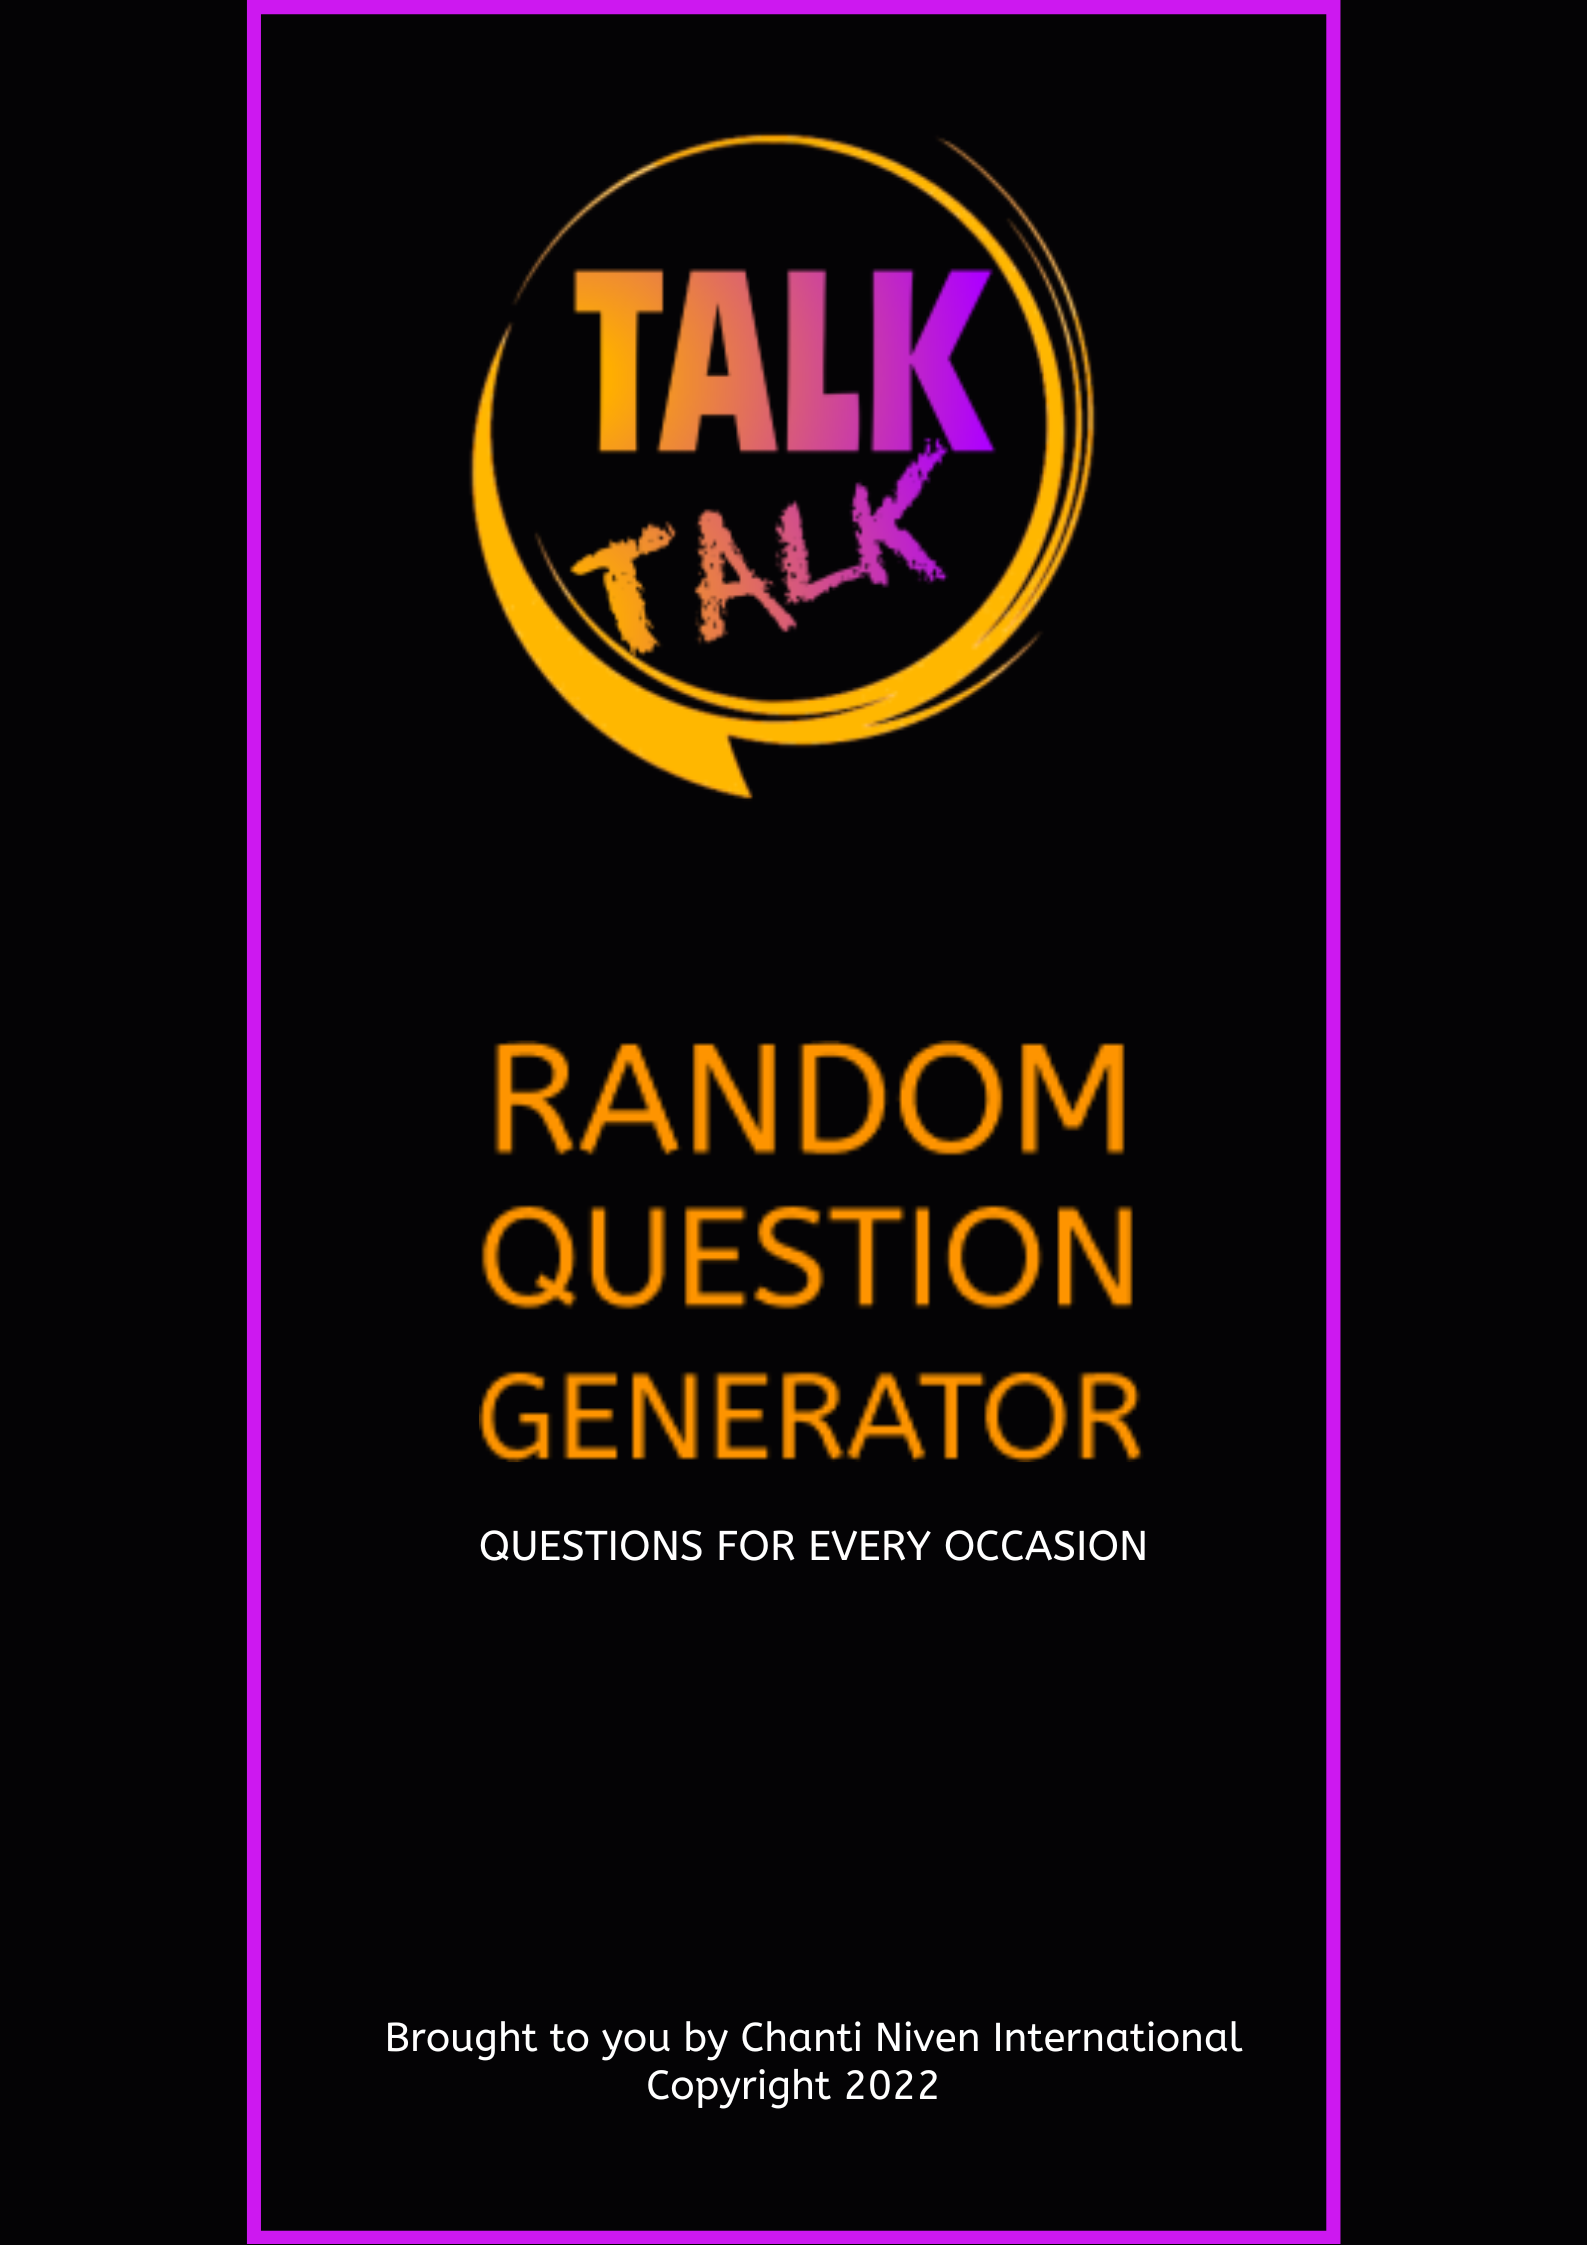 TALK
TALK
RANDOM
QUESTION
GENERATOR
QUESTIONS FOR EVERY OCCASION
Brought to you by Chanti Niven International
Copyright 2022